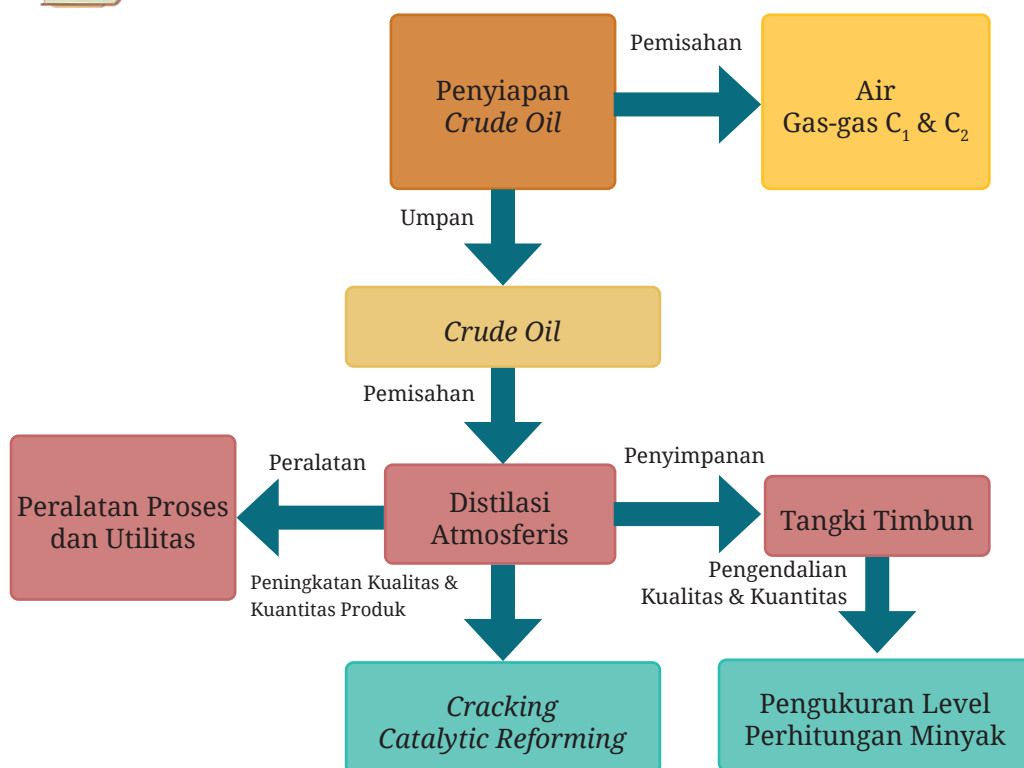 Penyiapan
Crude Oil
Pemisahan
Air
Gas-gas C₁ & C₂
Umpan
Crude Oil
Pemisahan
Peralatan
Peralatan Proses
dan Utilitas
Distilasi
Atmosferis
Penyimpanan
Tangki Timbun
Peningkatan Kualitas &
Kuantitas Produk
Pengendalian
Kualitas & Kuantitas
Cracking
Catalytic Reforming
Pengukuran Level
Perhitungan Minyak